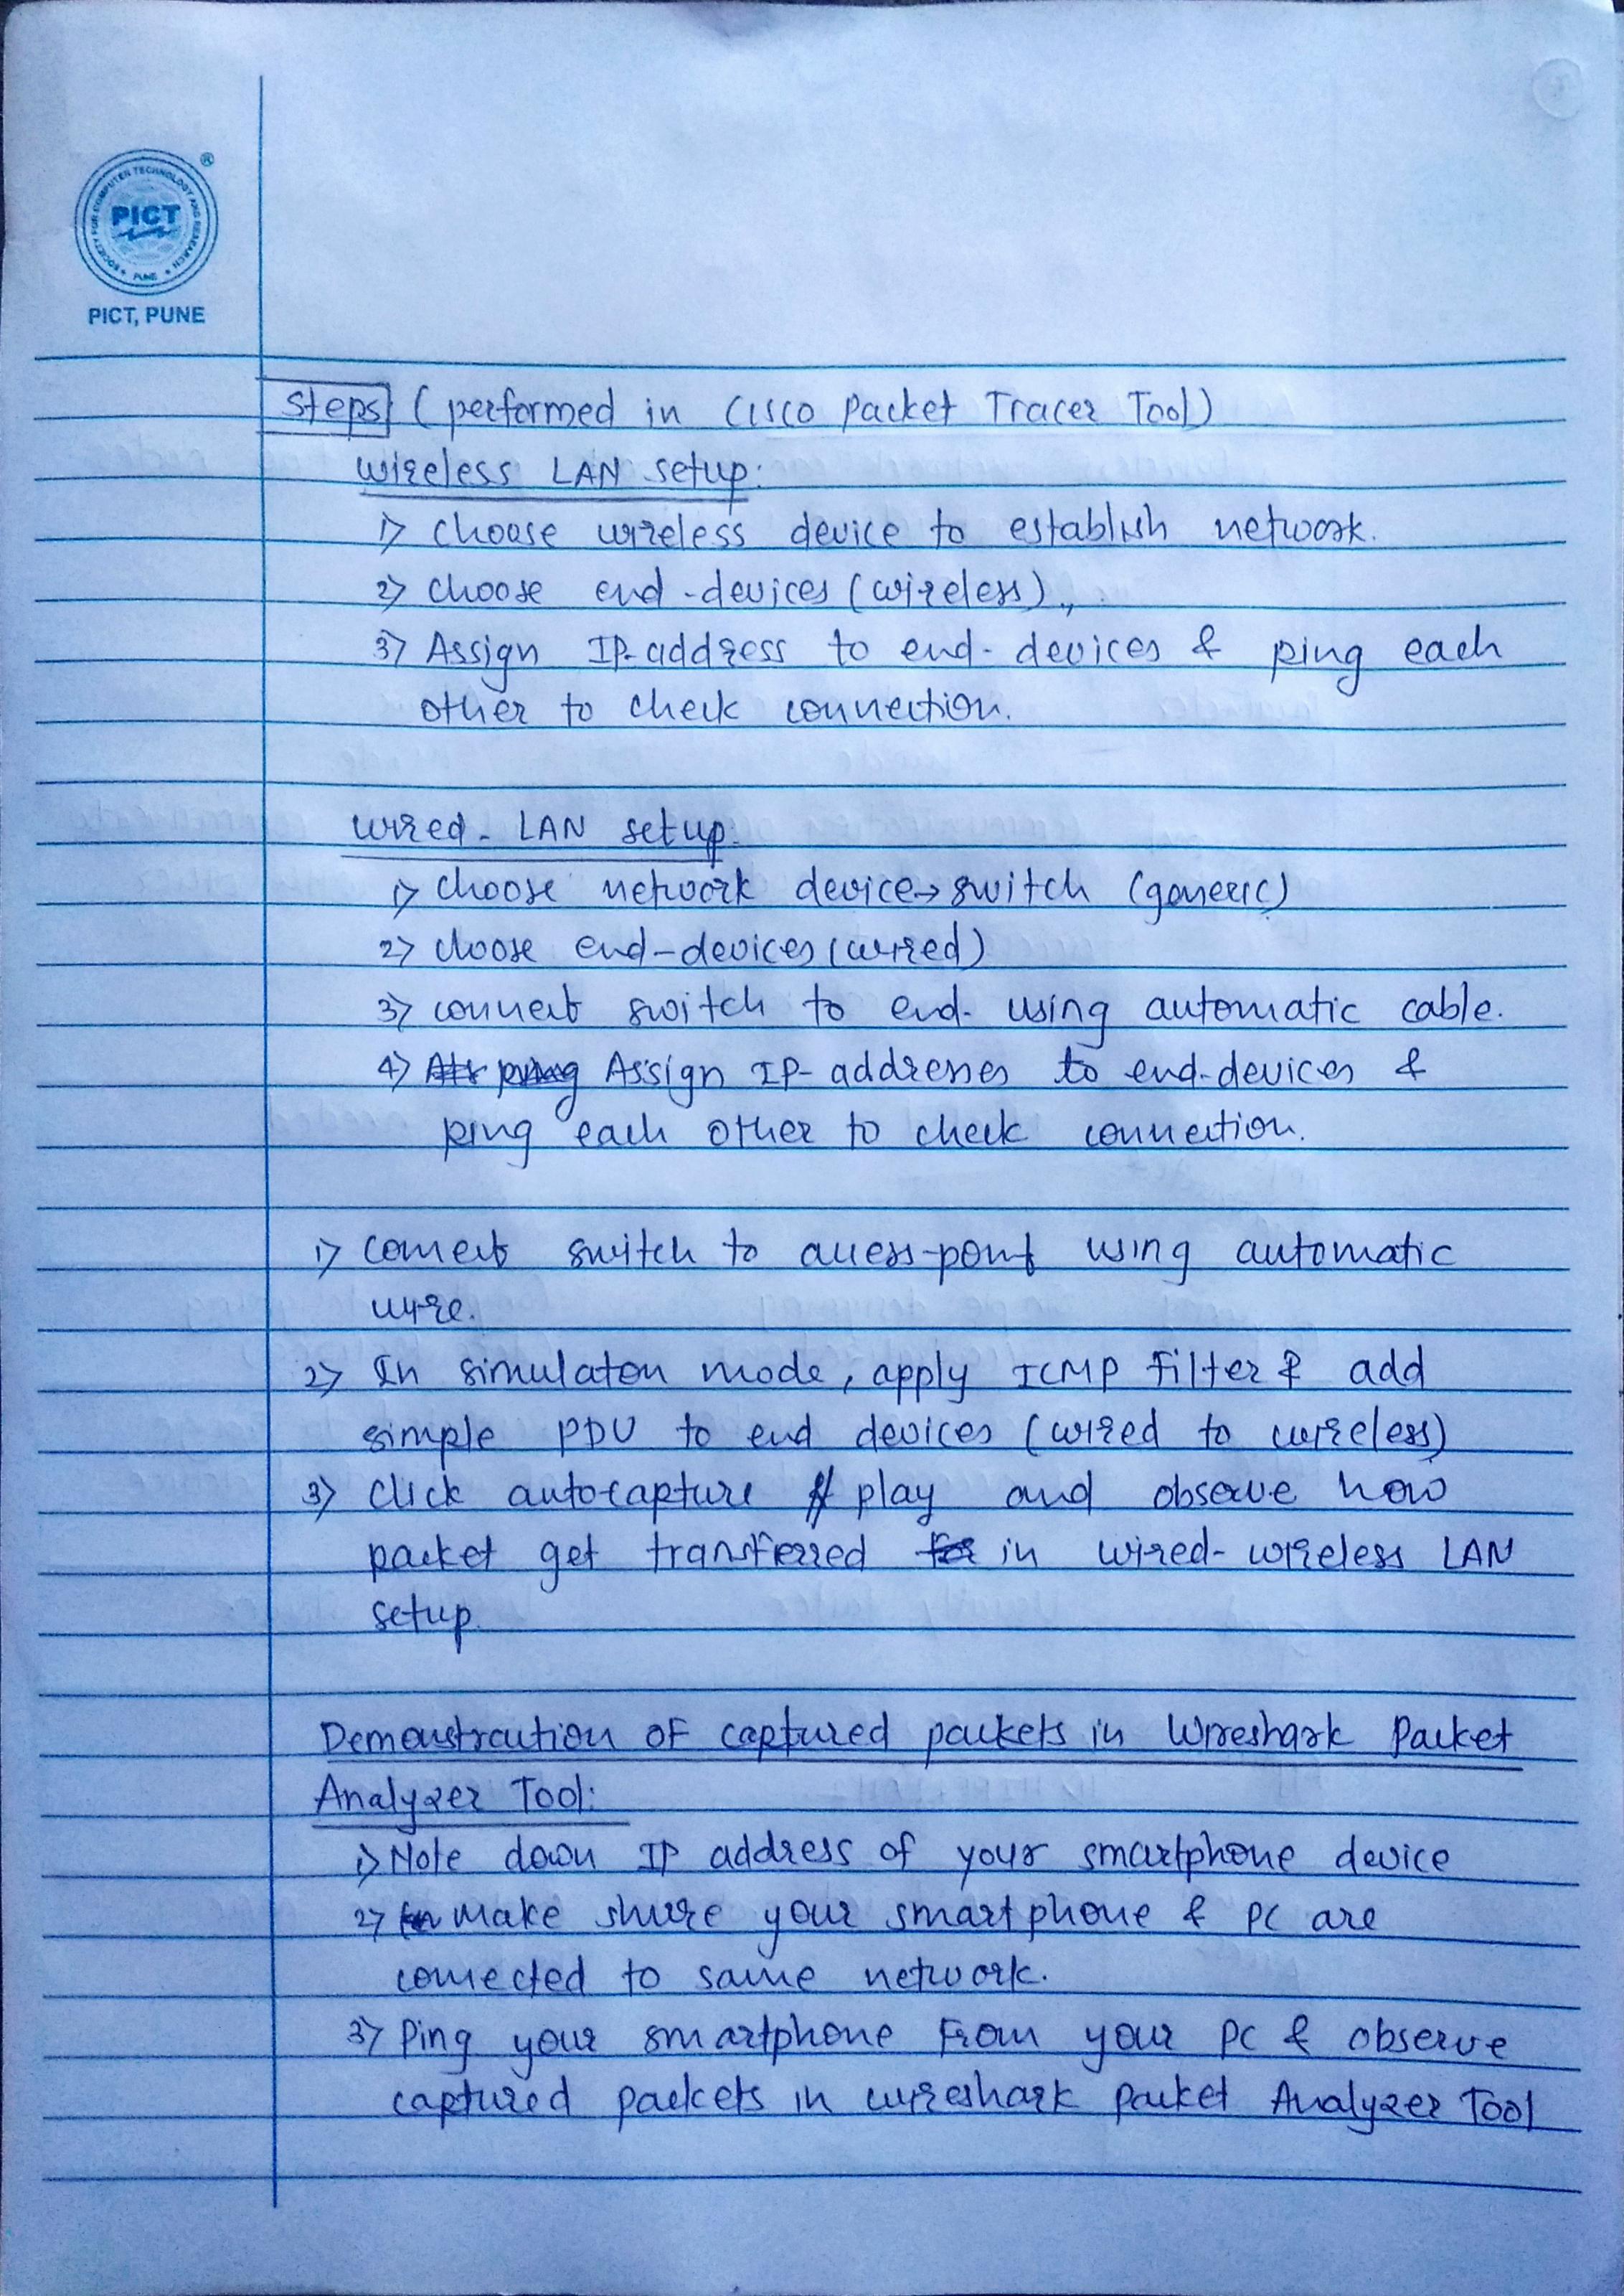 SOCIETY FOR COMPUTER TECHNOLOGY AND RESEARCH
PICT
PUNE
®
PICT, PUNE
Steps (performed in Cisco Packet Tracer Tool)
Wireless LAN setup:
1) Choose wireless device to establish network.
2) Choose end-devices (wireless).
3) Assign IP-address to end-devices & ping each
other to check connection.
Wired-LAN setup.
1) Choose network device→switch (generic)
2) Choose end-devices (wired)
3) connect switch to end- using automatic cable.
4) Assign IP-addresses to end-devices &
ping each other to check connection.
1) Connect switch to access-point using automatic
wire.
2) In simulaton mode, apply ICMP Filter & add
simple PDU to end devices (wired to wireless)
3) Click autocapture / play and observe how
packet get transferred in wired-wireless LAN
setup.
Demonstration of captured packets in Wireshark Packet
Analyzer Tool:
1) Note down IP address of your smartphone device
2) Make shure your smartphone & PC are
connected to same network.
3) Ping your smartphone From your PC & observe
captured packets in wireshark packet Analyzer Tool